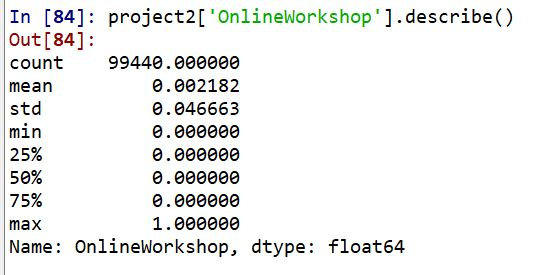 In [84]: project2['OnlineWorkshop'].describe()
Out[84]:
count    99440.000000
mean         0.002182
std          0.046663
min          0.000000
25%          0.000000
50%          0.000000
75%          0.000000
max          1.000000
Name: OnlineWorkshop, dtype: float64